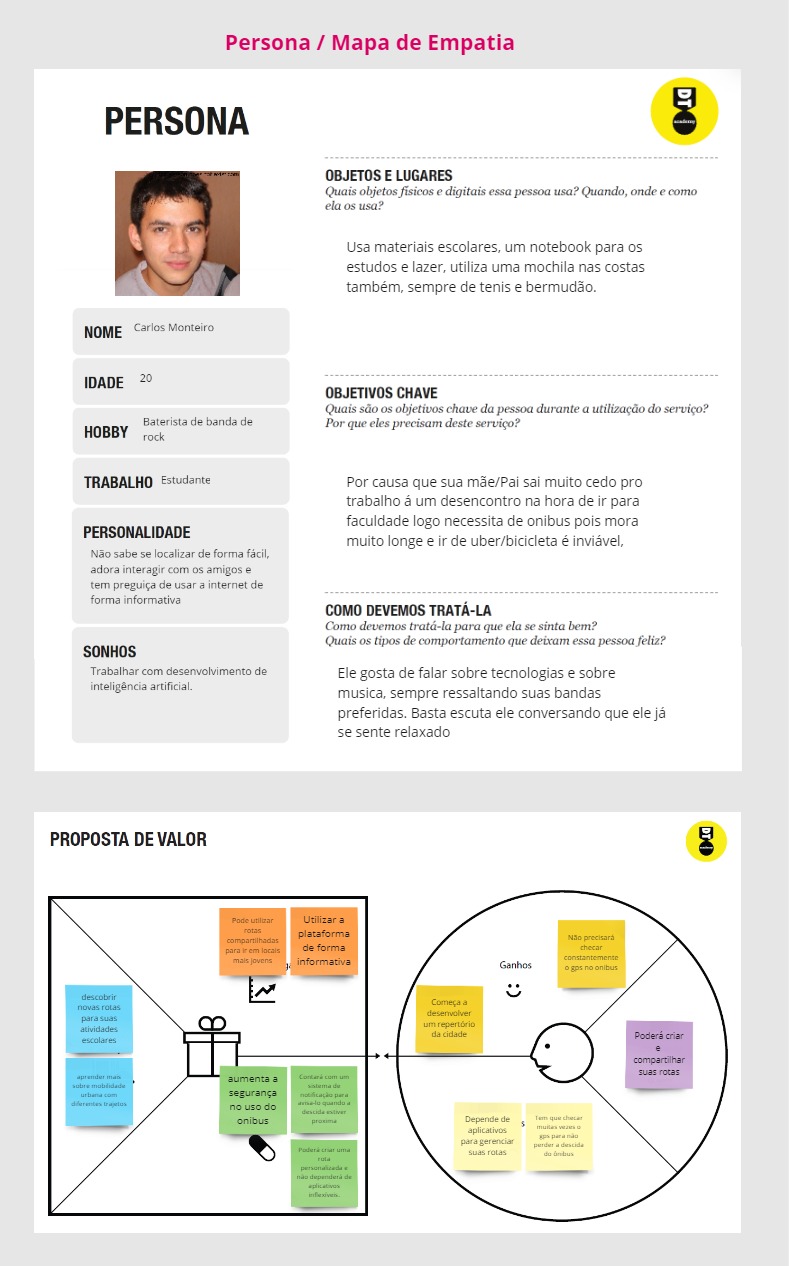 Persona / Mapa de Empatia
PERSONA
DT
academy
NOME Carlos Monteiro
IDADE 20
HOBBY Baterista de banda de
rock
TRABALHO Estudante
PERSONALIDADE
Não sabe se localizar de forma fácil,
adora interagir com os amigos e
tem preguiça de usar a internet de
forma informativa
SONHOS
Trabalhar com desenvolvimento de
inteligência artificial.
OBJETOS E LUGARES
Quais objetos físicos e digitais essa pessoa usa? Quando, onde e como
ela os usa?
Usa materiais escolares, um notebook para os
estudos e lazer, utiliza uma mochila nas costas
também, sempre de tenis e bermudão.
OBJETIVOS CHAVE
Quais são os objetivos chave da pessoa durante a utilização do serviço?
Por que eles precisam deste serviço?
Por causa que sua mãe/Pai sai muito cedo pro
trabalho á um desencontro na hora de ir para
faculdade logo necessita de onibus pois mora
muito longe e ir de uber/bicicleta é inviável,
COMO DEVEMOS TRATÁ-LA
Como devemos tratá-la para que ela se sinta bem?
Quais os tipos de comportamento que deixam essa pessoa feliz?
Ele gosta de falar sobre tecnologias e sobre
musica, sempre ressaltando suas bandas
preferidas. Basta escuta ele conversando que ele já
se sente relaxado
PROPOSTA DE VALOR
DT
academy
Pode utilizar
rotas
compartilhadas
para ir em locais
mais jovens
Utilizar a
plataforma
de forma
informativa
descobrir
novas rotas
para suas
atividades
escolares
aprender mais
sobre mobilidade
urbana com
diferentes trajetos
aumenta a
segurança
no uso do
onibus
Contará com um
sistema de
notificação para
avisa-lo quando a
descida estiver
proxima
Poderá criar uma
rota
personalizada e
não dependerá de
aplicativos
inflexíveis.
Não precisará
checar
constantemente
o gps no onibus
Ganhos
Começa a
desenvolver
um repertório
da cidade
Poderá criar
e
compartilhar
suas rotas
Depende de
aplicativos
para gerenciar
suas rotas
Tem que checar
muitas vezes o
gps para não
perder a descida
do ônibus